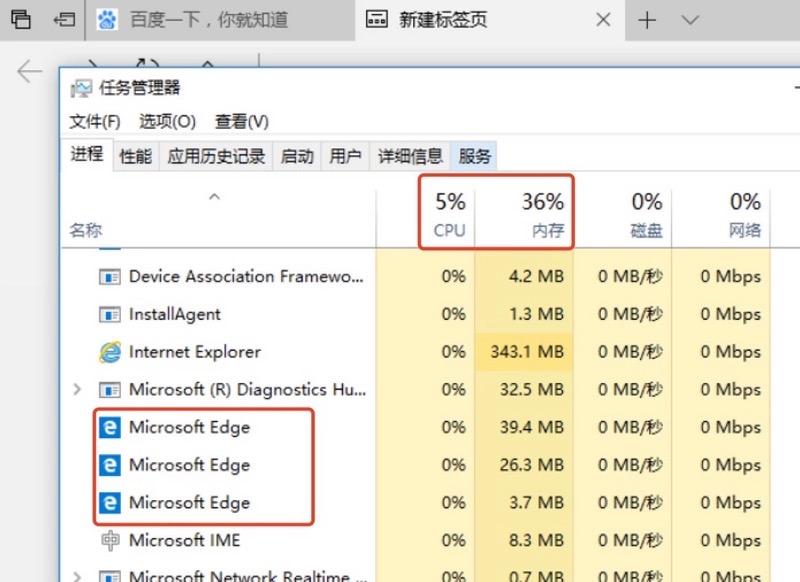 百度一下，你就知道 新建标签页
任务管理器
文件(F) 选项(O) 查看(V)
进程 性能 应用历史记录 启动 用户 详细信息 服务
5% 36% 0% 0%
名称 CPU 内存 磁盘 网络
Device Association Framewo... 0% 4.2 MB 0 MB/秒 0 Mbps
InstallAgent 0% 1.3 MB 0 MB/秒 0 Mbps
Internet Explorer 0% 343.1 MB 0 MB/秒 0 Mbps
Microsoft (R) Diagnostics Hu... 0% 32.5 MB 0 MB/秒 0 Mbps
Microsoft Edge 0% 39.4 MB 0 MB/秒 0 Mbps
Microsoft Edge 0% 26.3 MB 0 MB/秒 0 Mbps
Microsoft Edge 0% 3.7 MB 0 MB/秒 0 Mbps
Microsoft IME 0% 8.3 MB 0 MB/秒 0 Mbps
Microsoft Network Realtime ... 0% 0.7 MB 0 MB/秒 0 Mbps